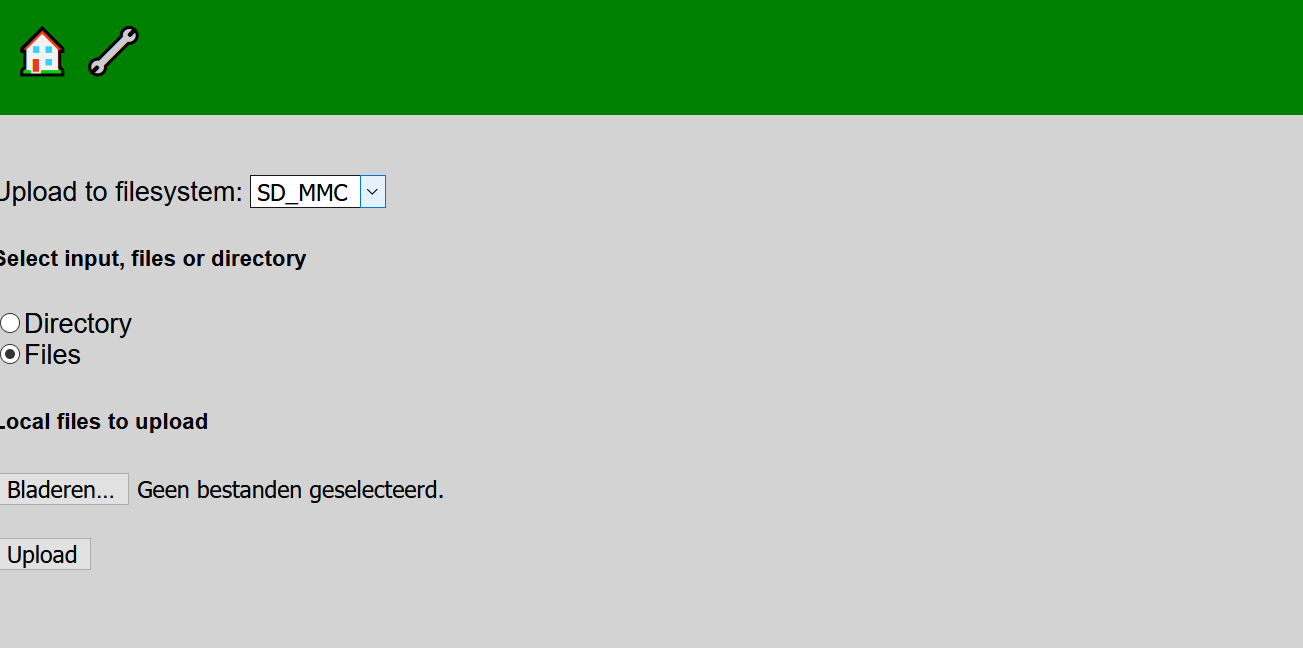 Upload to filesystem: SD_MMC
Select input, files or directory
Directory
Files
Local files to upload
Bladeren... Geen bestanden geselecteerd.
Upload